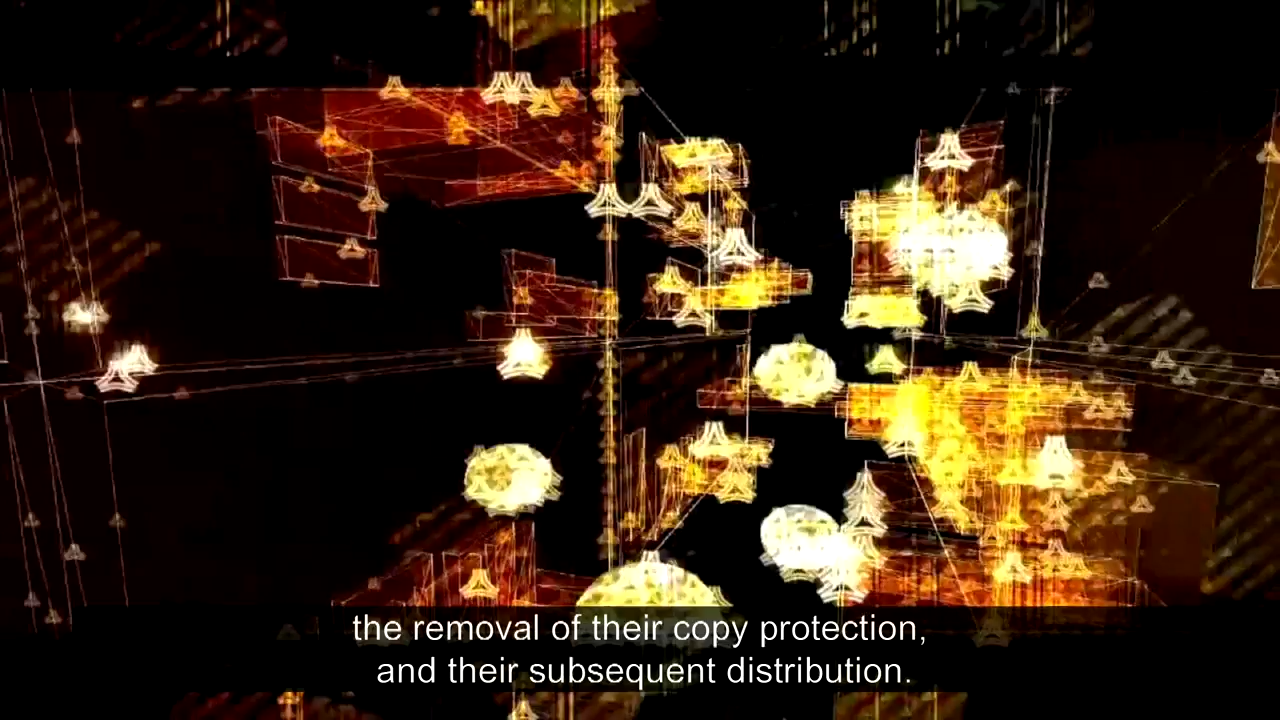 the removal of their copy protection,
and their subsequent distribution.